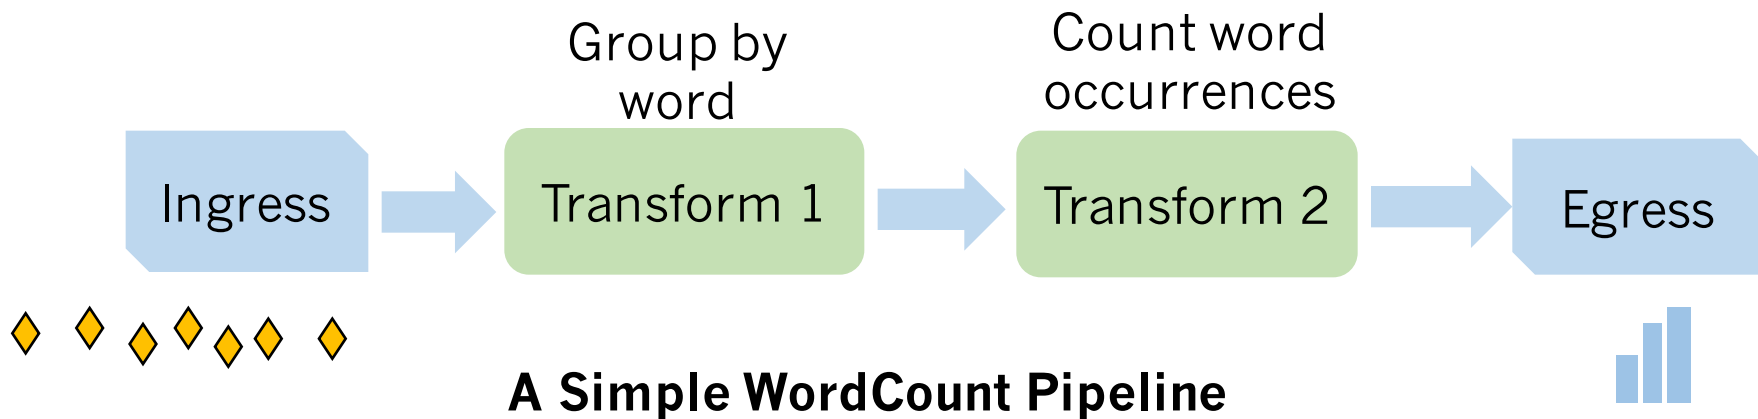 Group by
word
Count word
occurrences
Ingress
Transform 1
Transform 2
Egress
A Simple WordCount Pipeline